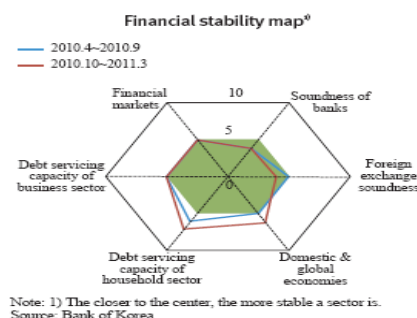 Financial stability map¹⁾
2010.4~2010.9
2010.10~2011.3
Financial
markets
10
Soundness of
banks
5
Debt servicing
capacity of
business sector
0
Foreign
exchange
soundness
Debt servicing
capacity of
household sector
Domestic &
global
economies
Note: 1) The closer to the center, the more stable a sector is.
Source: Bank of Korea